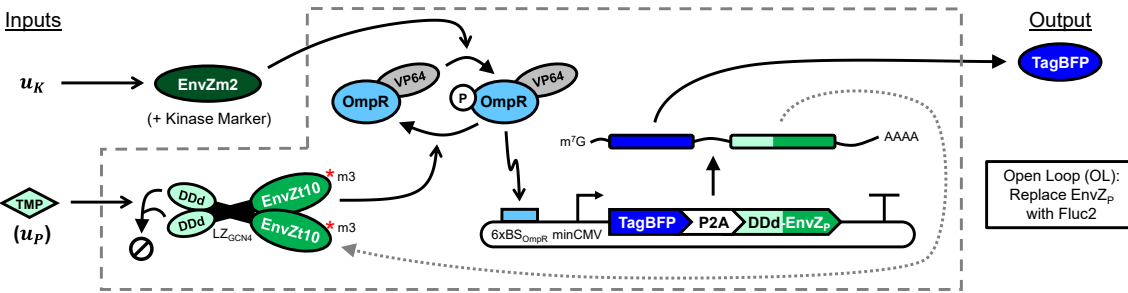 Inputs
Output
u_K
EnvZm2
(+ Kinase Marker)
VP64
OmpR
VP64
P
OmpR
TagBFP
m⁷G
AAAA
TMP
(u_P)
DDd
DDd
LZ_GCN4
EnvZt10
* m3
EnvZt10
* m3
6xBS_OmpR minCMV
TagBFP P2A DDd-EnvZ_P
Open Loop (OL):
Replace EnvZ_P
with Fluc2